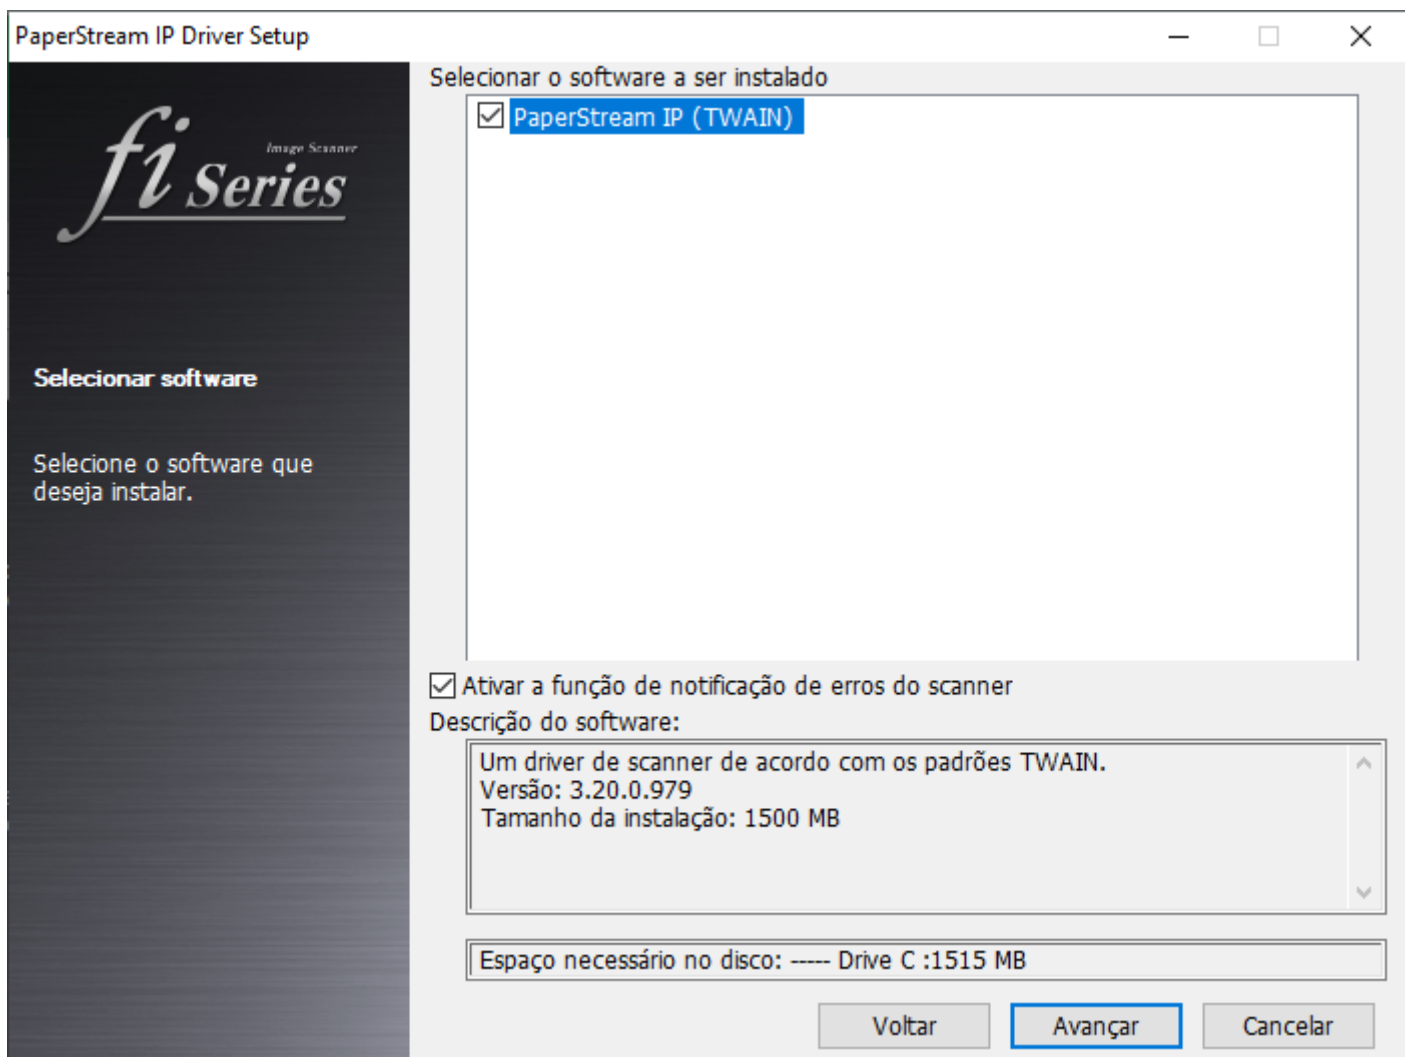 PaperStream IP Driver Setup
fi Series
Image Scanner
Selecionar software
Selecione o software que
deseja instalar.
Selecionar o software a ser instalado
PaperStream IP (TWAIN)
Ativar a função de notificação de erros do scanner
Descrição do software:
Um driver de scanner de acordo com os padrões TWAIN.
Versão: 3.20.0.979
Tamanho da instalação: 1500 MB
Espaço necessário no disco: ----- Drive C :1515 MB
Voltar
Avançar
Cancelar